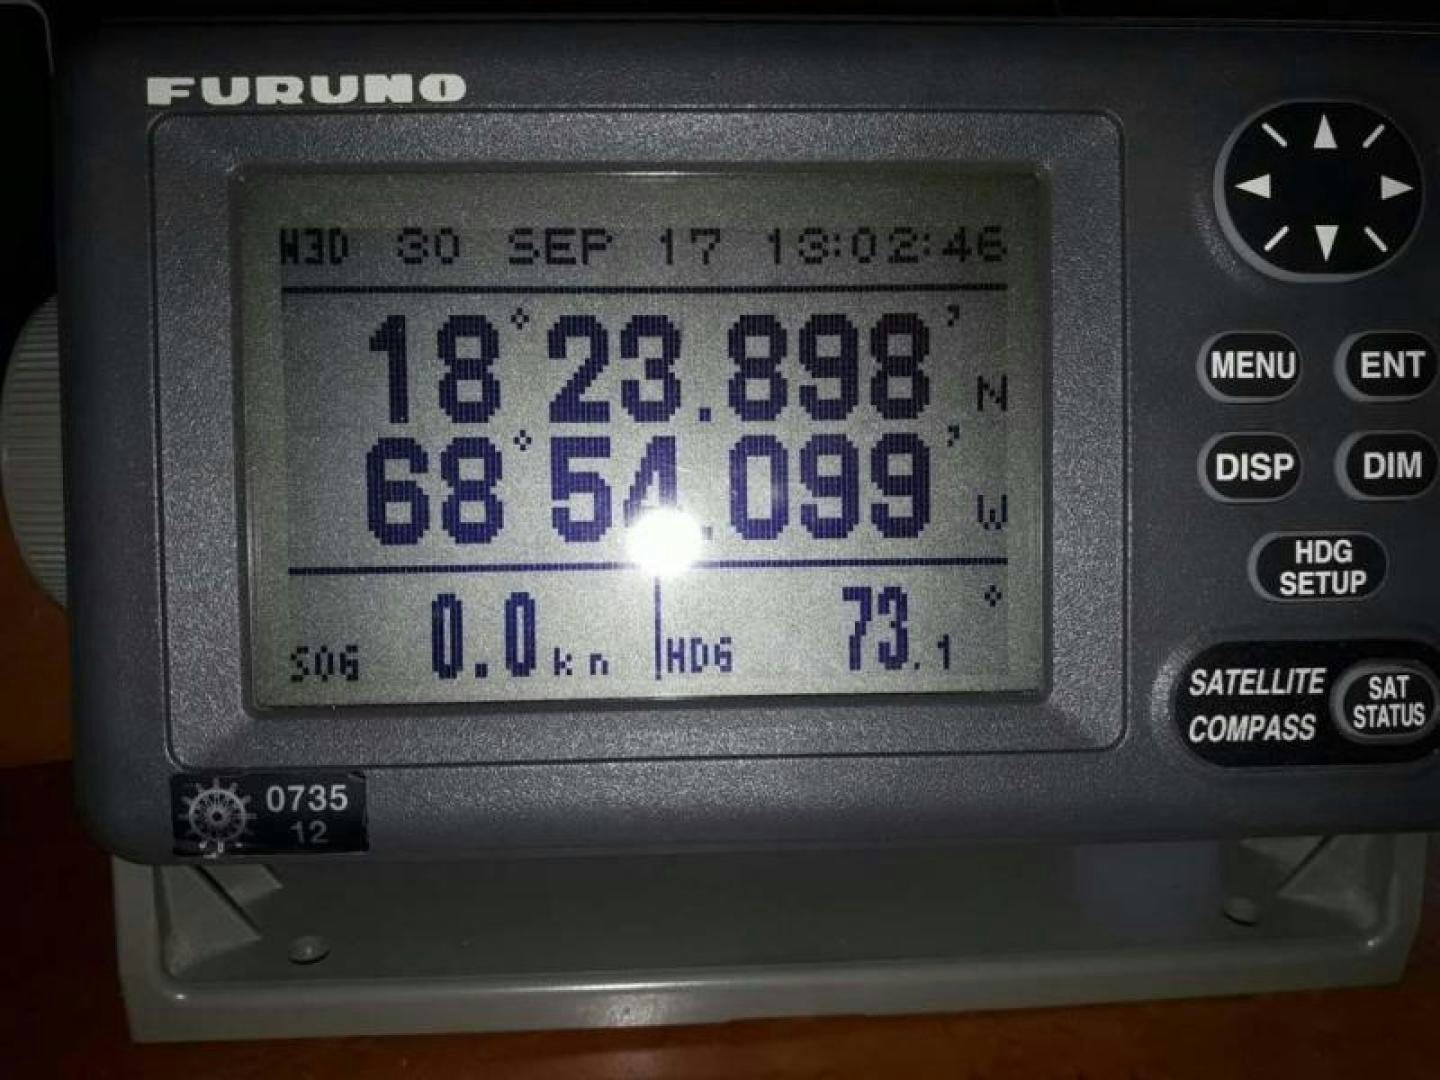 FURUNO
W3D 30 SEP 17 13:02:46
18°23.898' N
68°54.099' W
SOG 0.0 kn HDG 73.1°
MENU ENT
DISP DIM
HDG
SETUP
SATELLITE
COMPASS
SAT
STATUS
0735
12